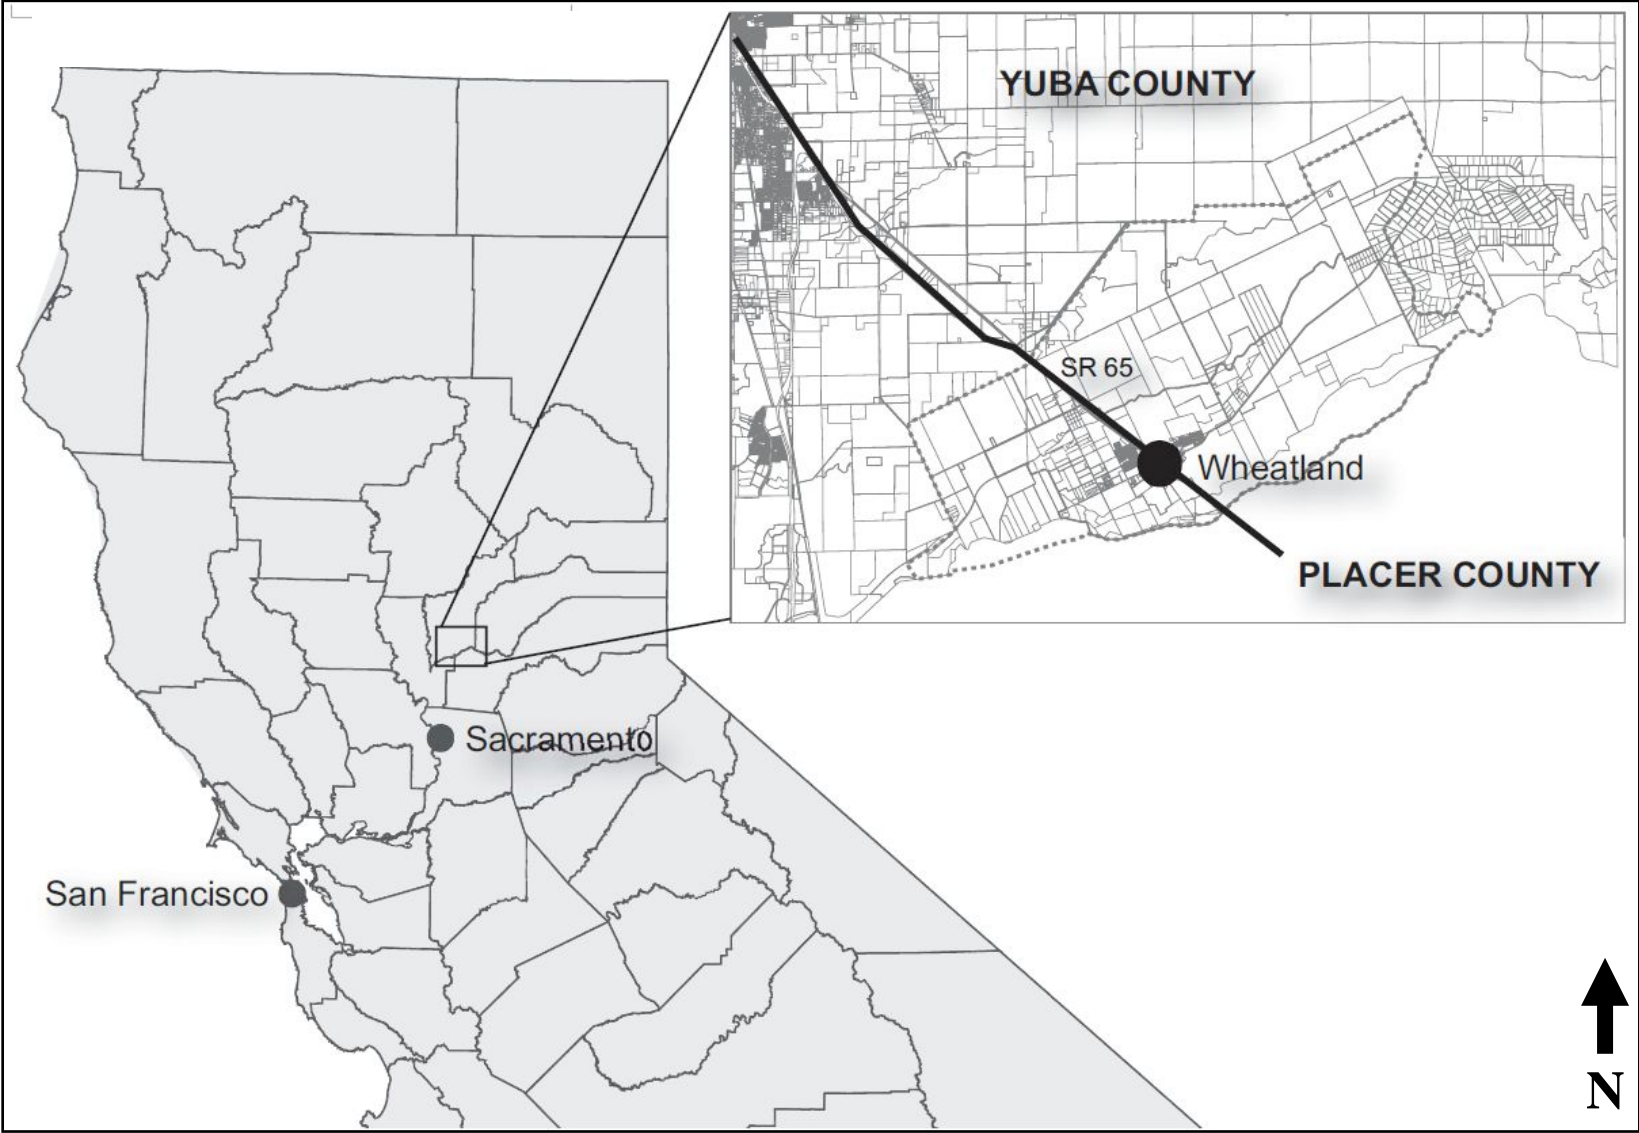 YUBA COUNTY
SR 65
Wheatland
PLACER COUNTY
Sacramento
San Francisco
N